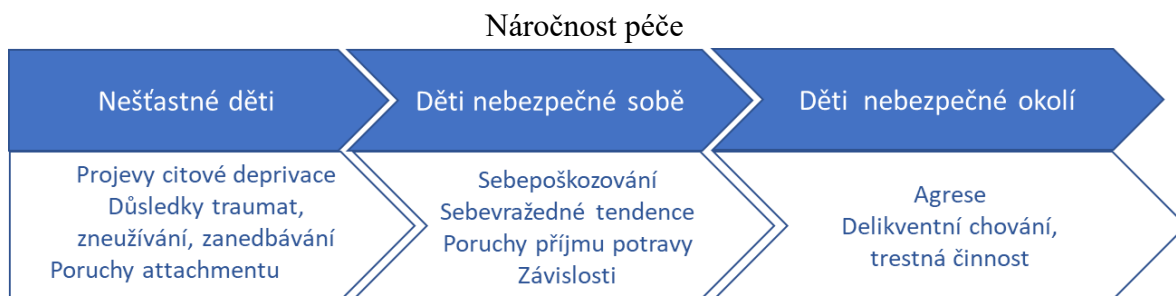 Náročnost péče
Nešťastné děti
Děti nebezpečné sobě
Děti nebezpečné okolí
Projevy citové deprivace
Důsledky traumat,
zneužívání, zanedbávání
Poruchy attachmentu
Sebepoškozování
Sebevražedné tendence
Poruchy příjmu potravy
Závislosti
Agrese
Delikventní chování,
trestná činnost